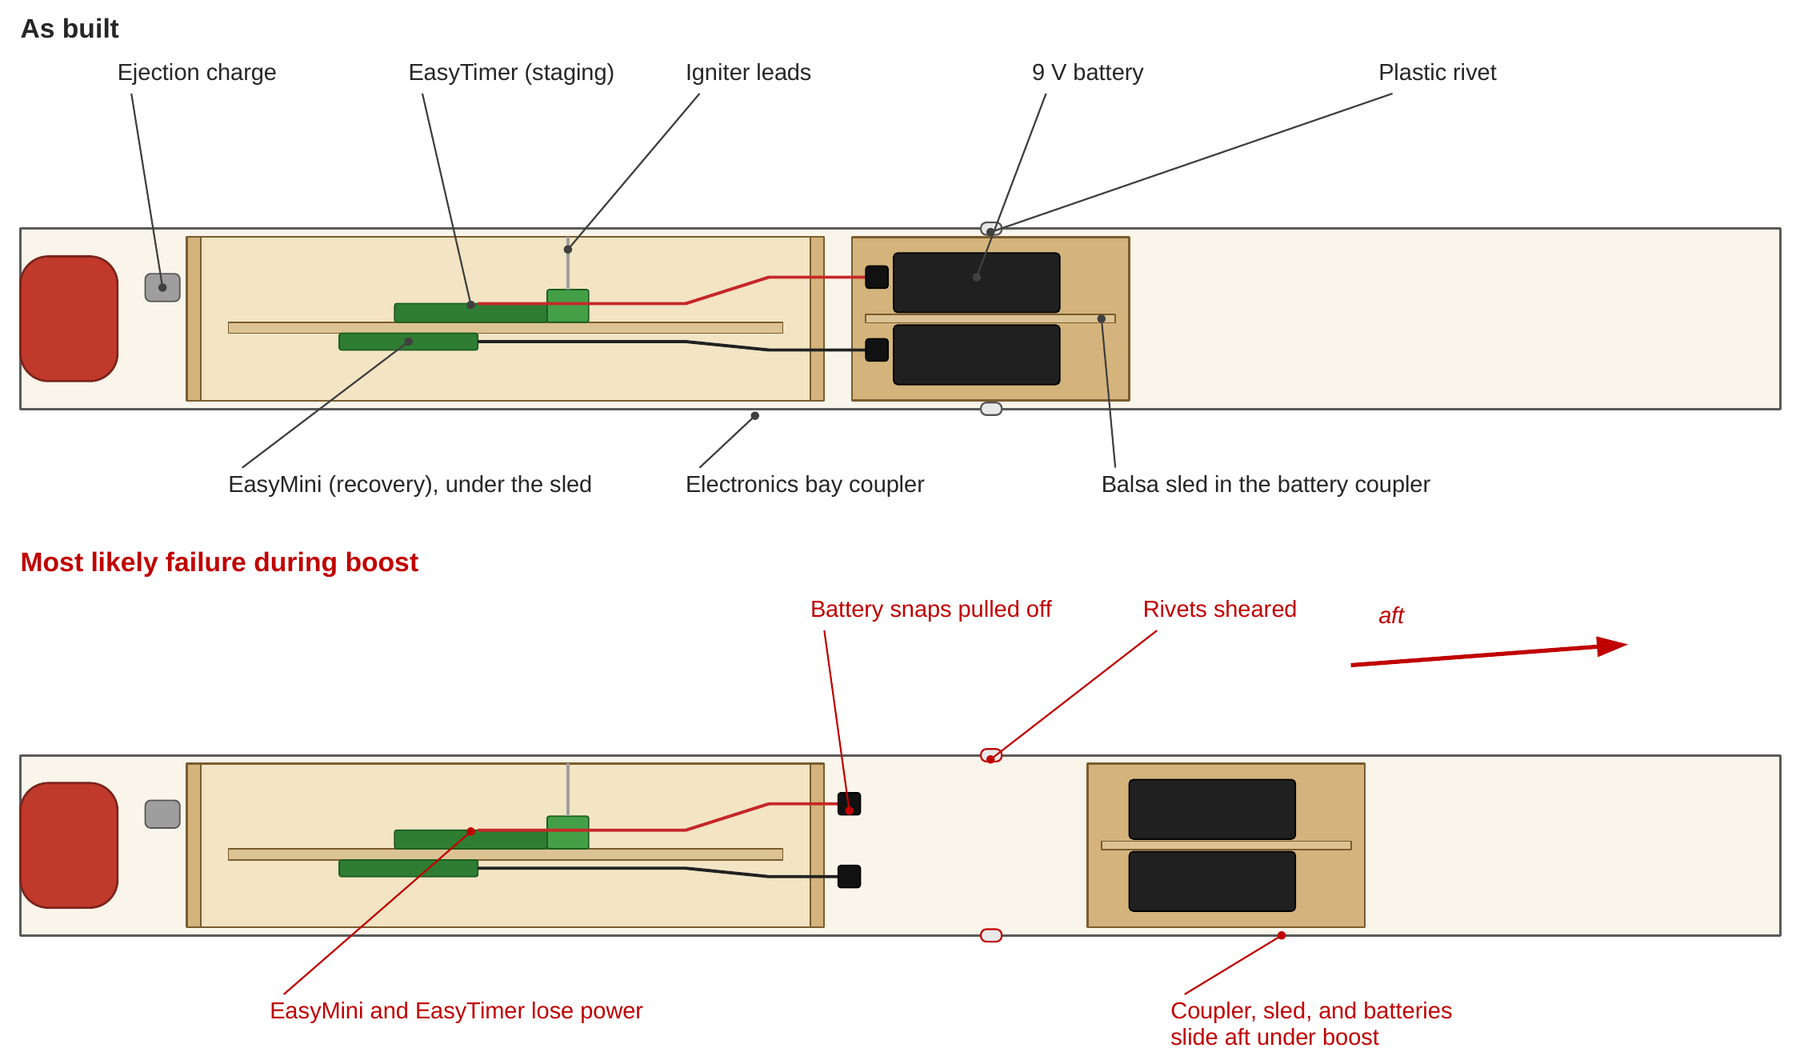 As built
Ejection charge
EasyTimer (staging)
Igniter leads
9 V battery
Plastic rivet
EasyMini (recovery), under the sled
Electronics bay coupler
Balsa sled in the battery coupler
Most likely failure during boost
Battery snaps pulled off
Rivets sheared
aft
EasyMini and EasyTimer lose power
Coupler, sled, and batteries
slide aft under boost